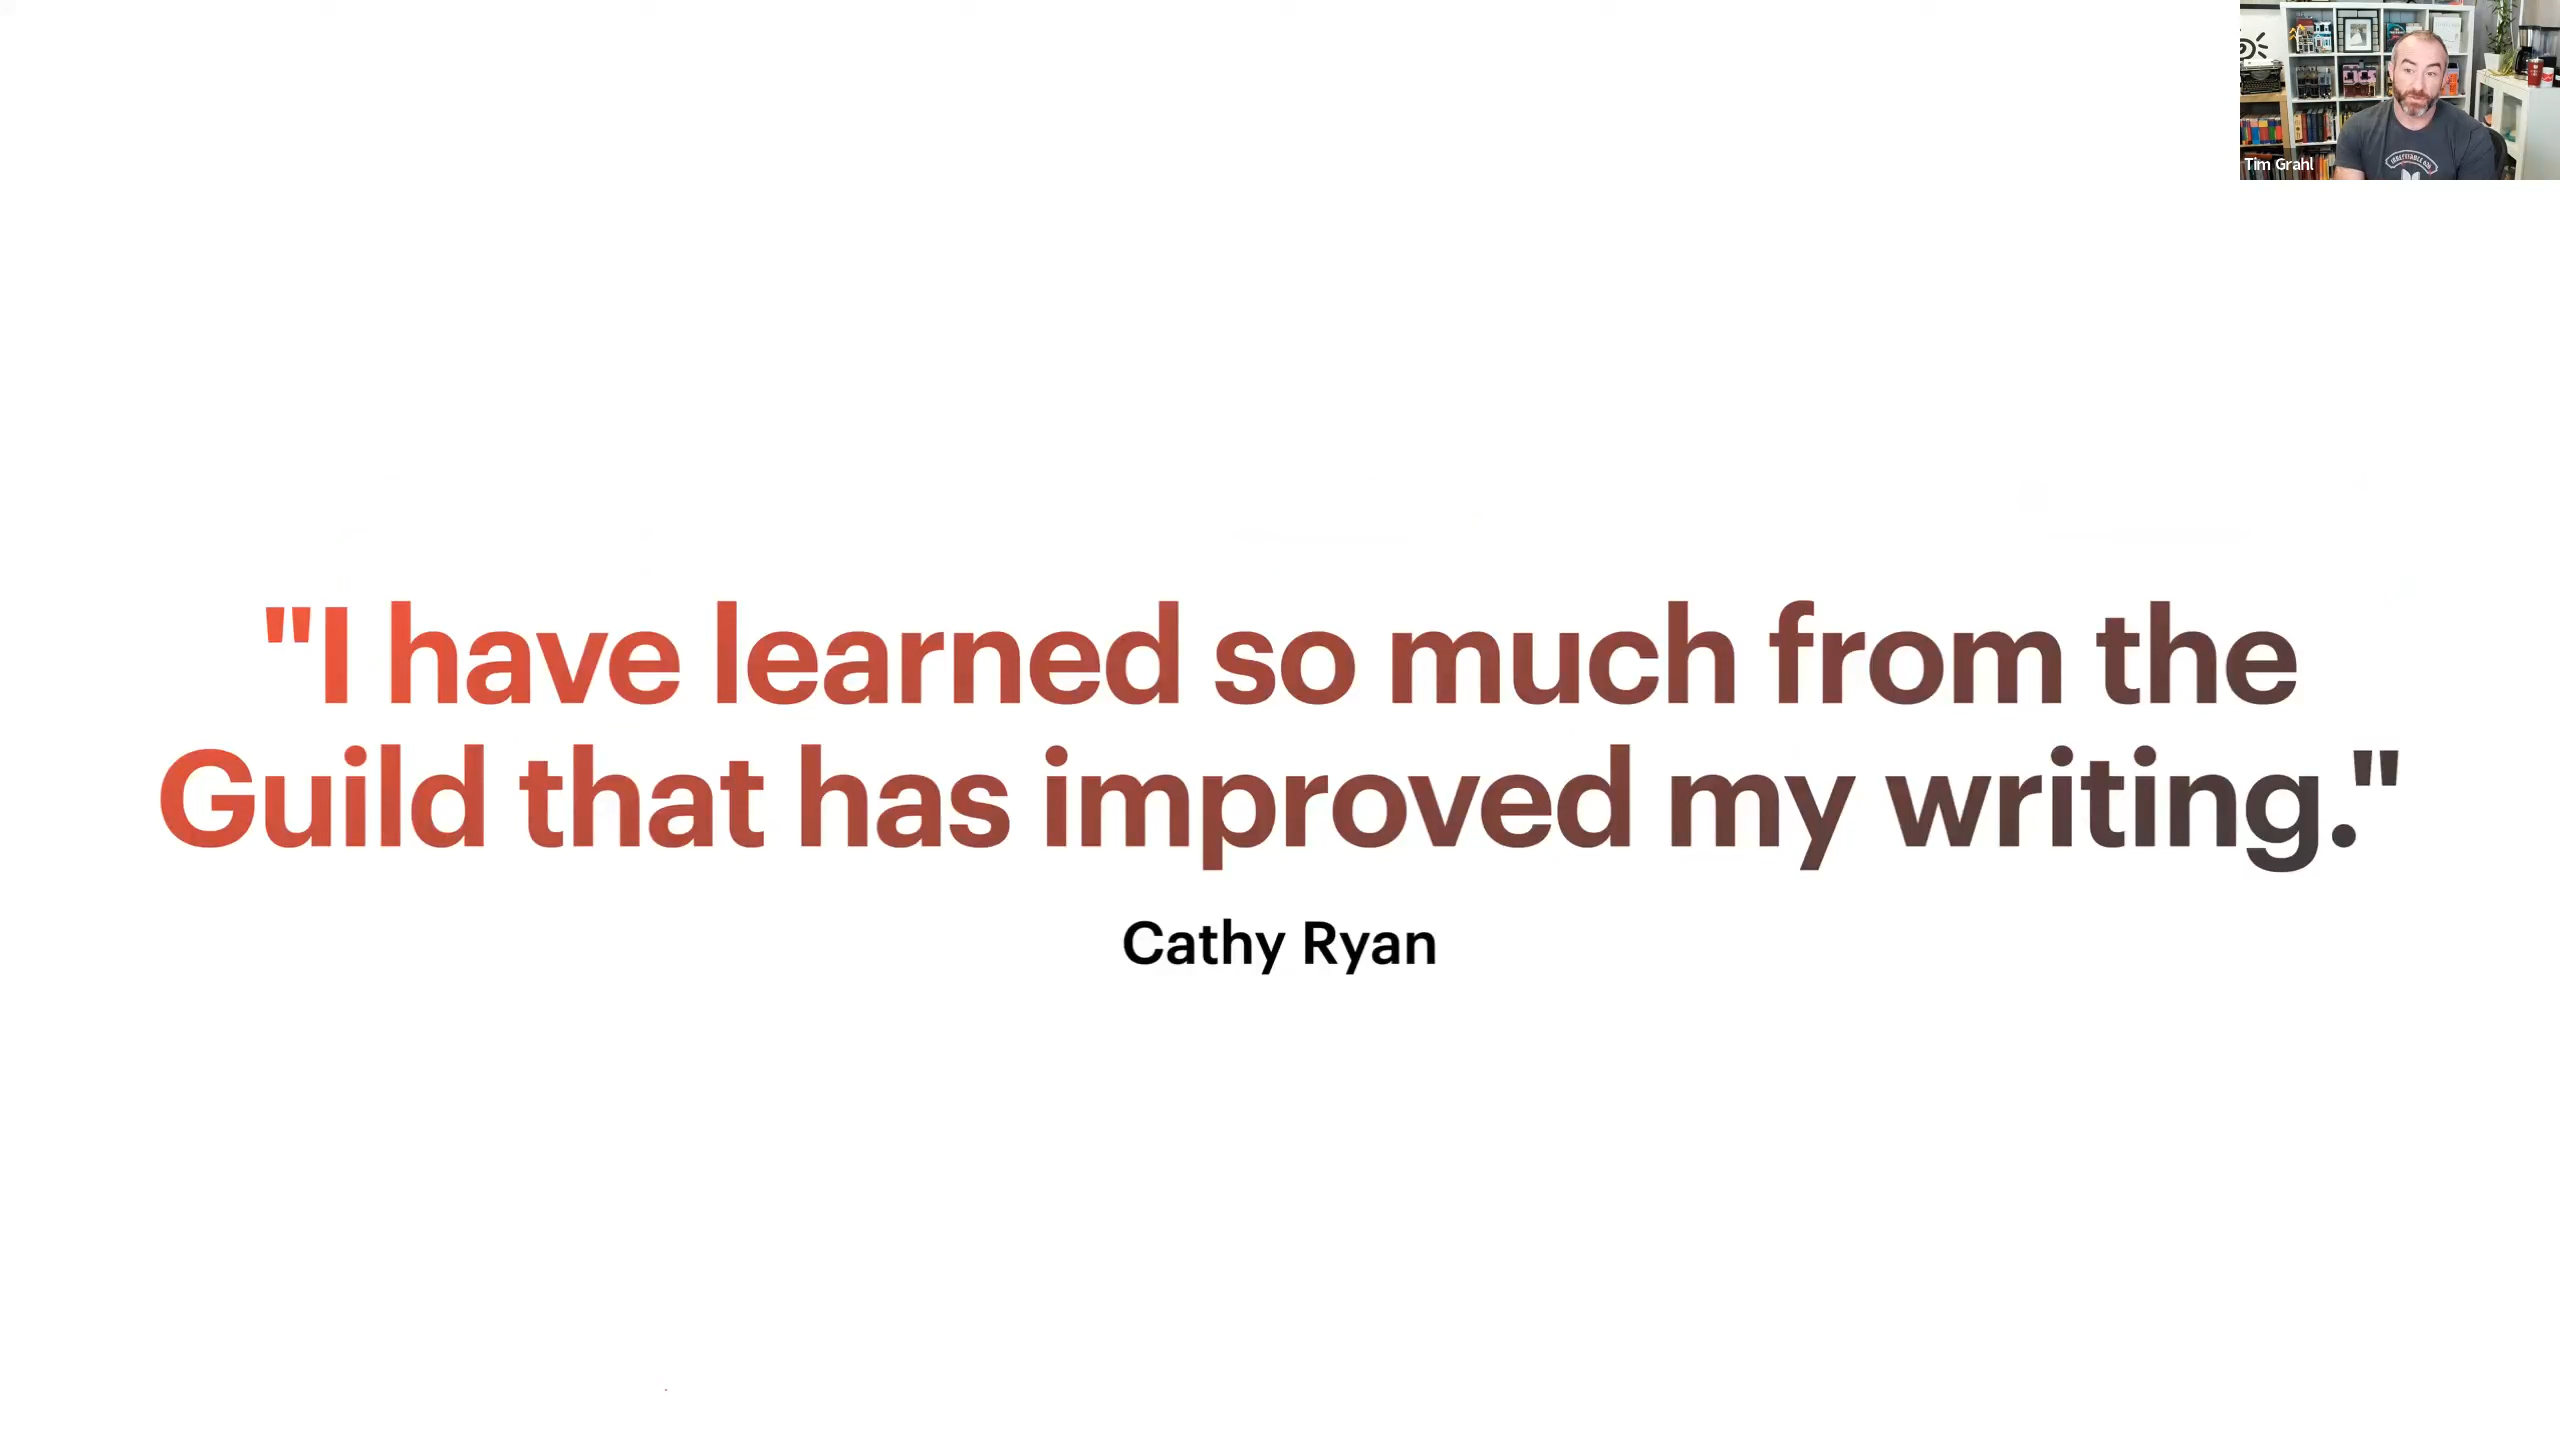 Tim Grahl
"I have learned so much from the
Guild that has improved my writing."
Cathy Ryan